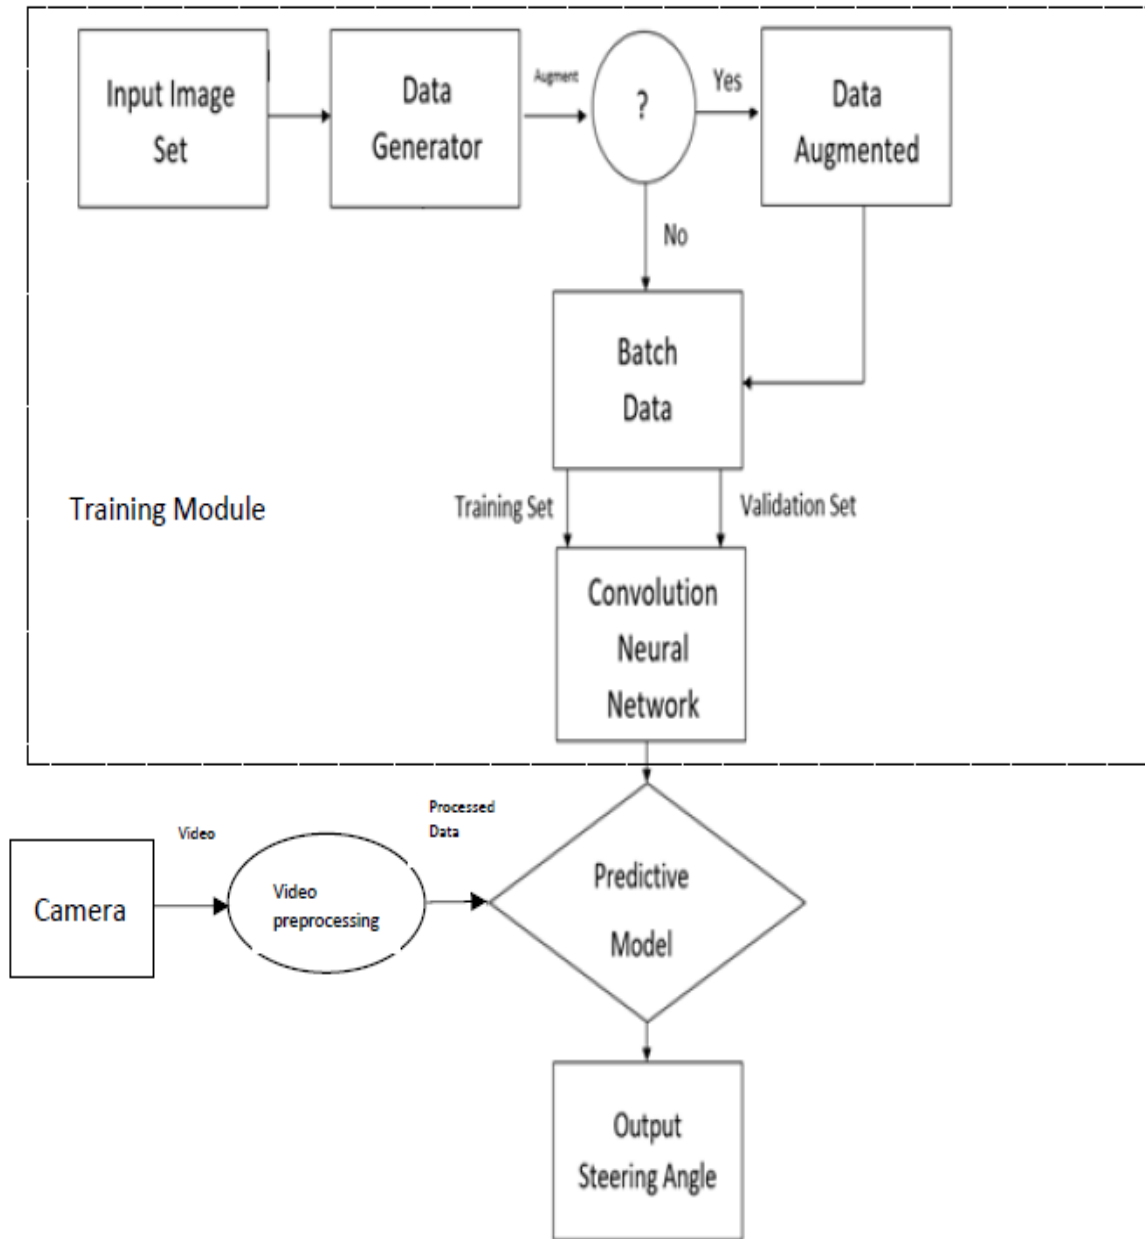 Input Image
Set
Data
Generator
Augment
?
Yes
Data
Augmented
No
Batch
Data
Training Module
Training Set
Validation Set
Convolution
Neural
Network
Camera
Video
Video
preprocessing
Processed
Data
Predictive
Model
Output
Steering Angle